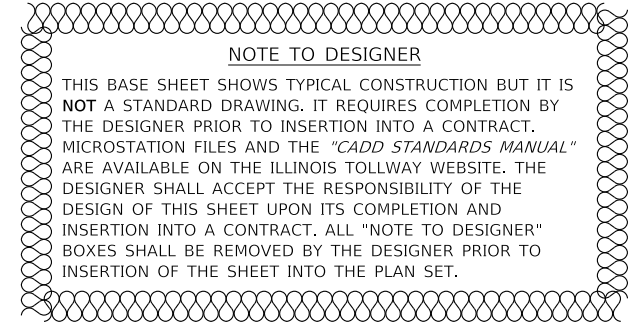 NOTE TO DESIGNER
THIS BASE SHEET SHOWS TYPICAL CONSTRUCTION BUT IT IS
NOT A STANDARD DRAWING. IT REQUIRES COMPLETION BY
THE DESIGNER PRIOR TO INSERTION INTO A CONTRACT.
MICROSTATION FILES AND THE "CADD STANDARDS MANUAL"
ARE AVAILABLE ON THE ILLINOIS TOLLWAY WEBSITE. THE
DESIGNER SHALL ACCEPT THE RESPONSIBILITY OF THE
DESIGN OF THIS SHEET UPON ITS COMPLETION AND
INSERTION INTO A CONTRACT. ALL "NOTE TO DESIGNER"
BOXES SHALL BE REMOVED BY THE DESIGNER PRIOR TO
INSERTION OF THE SHEET INTO THE PLAN SET.